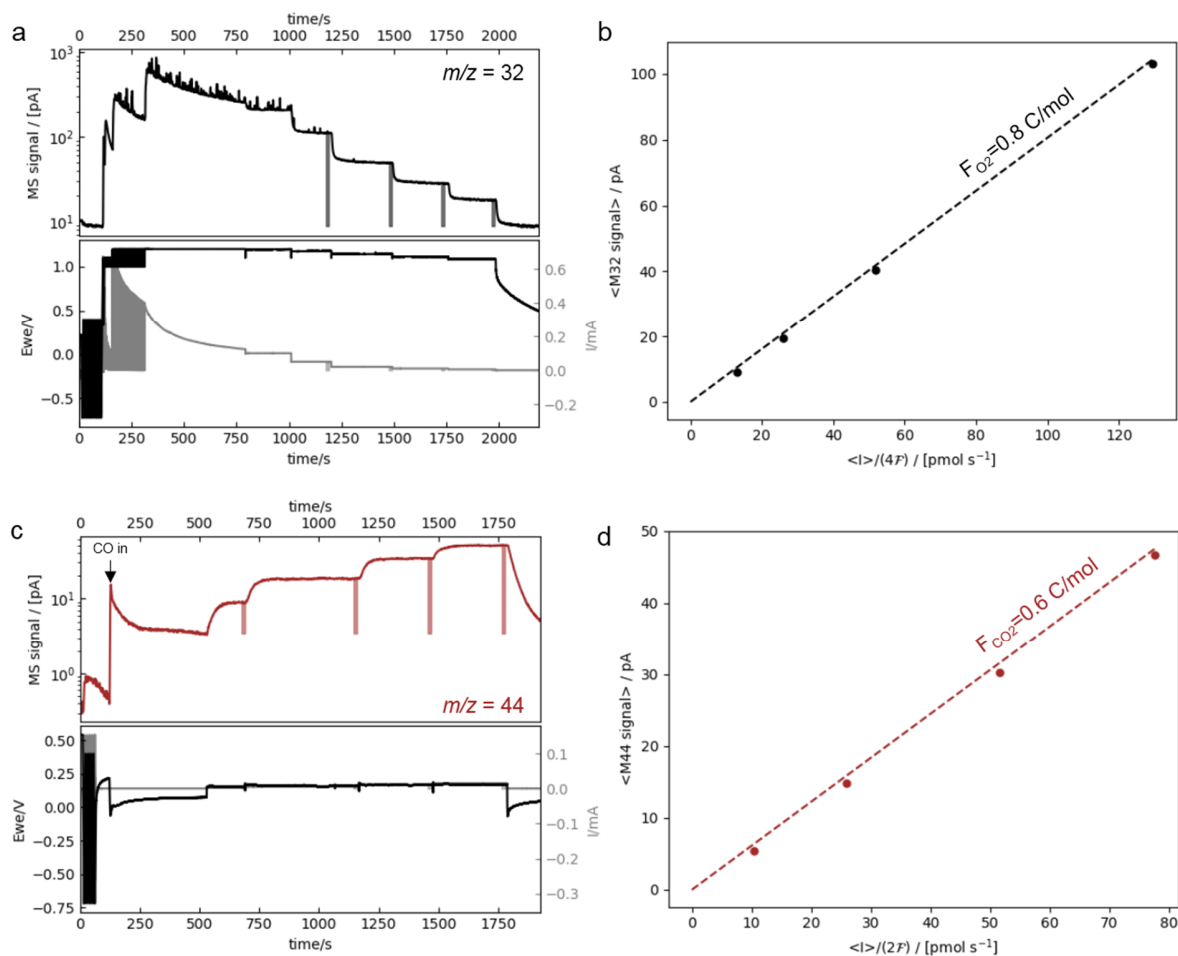 a
time/s
0 250 500 750 1000 1250 1500 1750 2000
10³
10²
10¹
MS signal / [pA]
m/z = 32
1.0
0.5
0.0
−0.5
Ewe/V
0.6
0.4
0.2
0.0
−0.2
I/mA
0 250 500 750 1000 1250 1500 1750 2000
time/s
b
100
80
60
40
20
0
<M32 signal> / pA
F_O2=0.8 C/mol
0 20 40 60 80 100 120
<I>/(4F) / [pmol s⁻¹]
c
time/s
0 250 500 750 1000 1250 1500 1750
CO in
10¹
10⁰
MS signal / [pA]
m/z = 44
0.50
0.25
0.00
−0.25
−0.50
−0.75
Ewe/V
0.1
0.0
−0.1
−0.2
−0.3
I/mA
0 250 500 750 1000 1250 1500 1750
time/s
d
50
40
30
20
10
0
<M44 signal> / pA
F_CO2=0.6 C/mol
0 10 20 30 40 50 60 70 80
<I>/(2F) / [pmol s⁻¹]